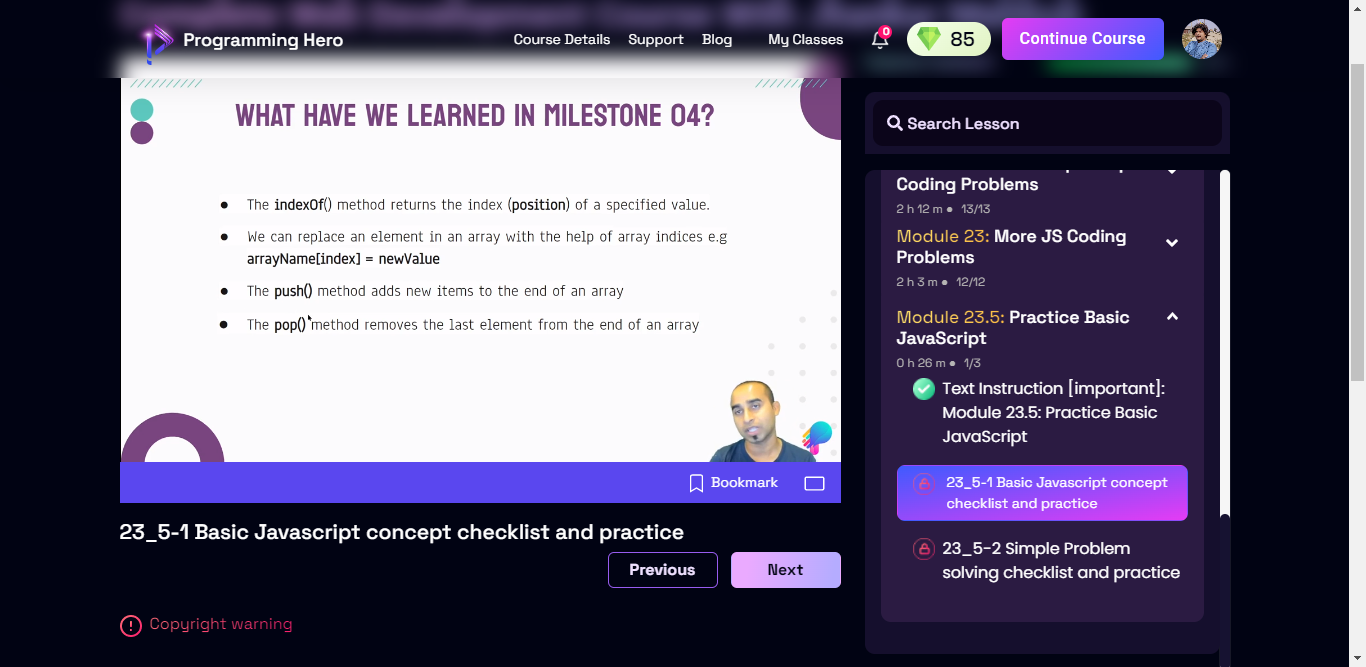 Programming Hero
Course Details
Support
Blog
My Classes
8
85
Continue Course
WHAT HAVE WE LEARNED IN MILESTONE 04?
● The indexOf() method returns the index (position) of a specified value.
● We can replace an element in an array with the help of array indices e.g
arrayName[index] = newValue
● The push() method adds new items to the end of an array
● The pop() method removes the last element from the end of an array
Bookmark
23_5-1 Basic Javascript concept checklist and practice
Previous
Next
Copyright warning
Search Lesson
Coding Problems
2 h 12 m ● 13/13
Module 23: More JS Coding
Problems
2 h 3 m ● 12/12
Module 23.5: Practice Basic
JavaScript
0 h 26 m ● 1/3
Text Instruction [important]:
Module 23.5: Practice Basic
JavaScript
23_5-1 Basic Javascript concept
checklist and practice
23_5-2 Simple Problem
solving checklist and practice